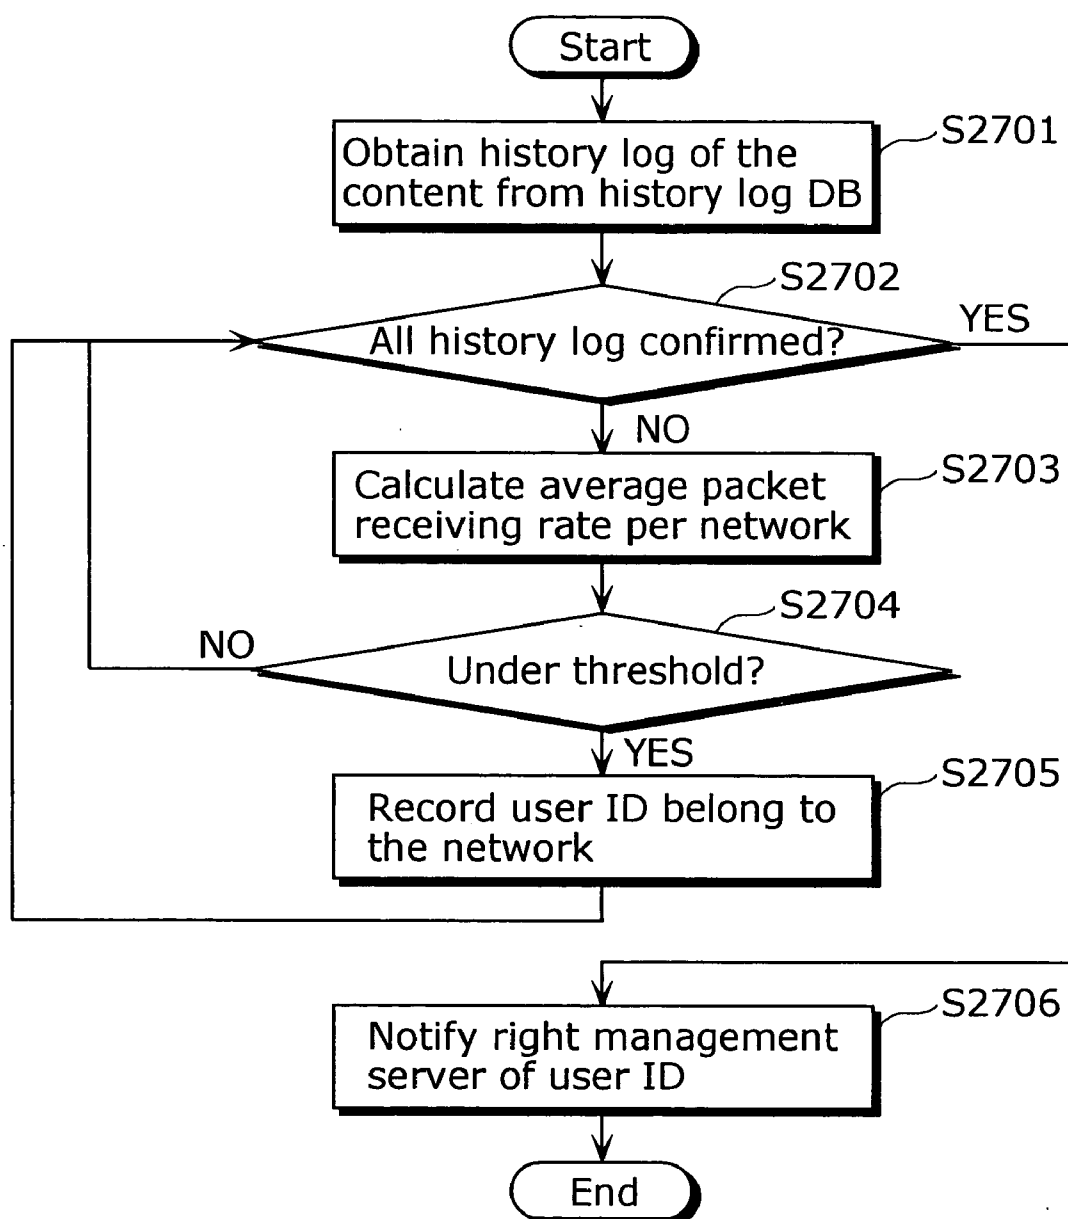 Start
S2701
Obtain history log of the
content from history log DB
S2702
YES
All history log confirmed?
NO
S2703
Calculate average packet
receiving rate per network
S2704
NO
Under threshold?
YES
S2705
Record user ID belong to
the network
S2706
Notify right management
server of user ID
End